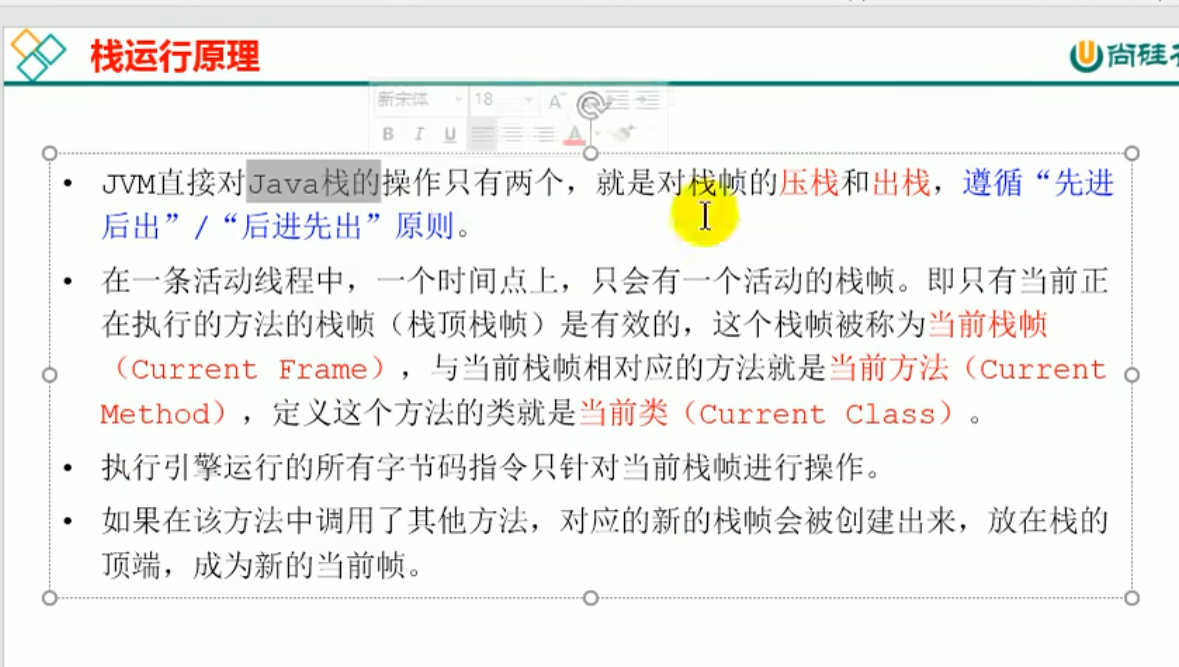 栈运行原理
尚硅
新宋体 18 A
B I U A
• JVM直接对Java栈的操作只有两个，就是对栈帧的压栈和出栈，遵循“先进
后出”/“后进先出”原则。
• 在一条活动线程中，一个时间点上，只会有一个活动的栈帧。即只有当前正
在执行的方法的栈帧（栈顶栈帧）是有效的，这个栈帧被称为当前栈帧
（Current Frame），与当前栈帧相对应的方法就是当前方法（Current
Method），定义这个方法的类就是当前类（Current Class）。
• 执行引擎运行的所有字节码指令只针对当前栈帧进行操作。
• 如果在该方法中调用了其他方法，对应的新的栈帧会被创建出来，放在栈的
顶端，成为新的当前帧。